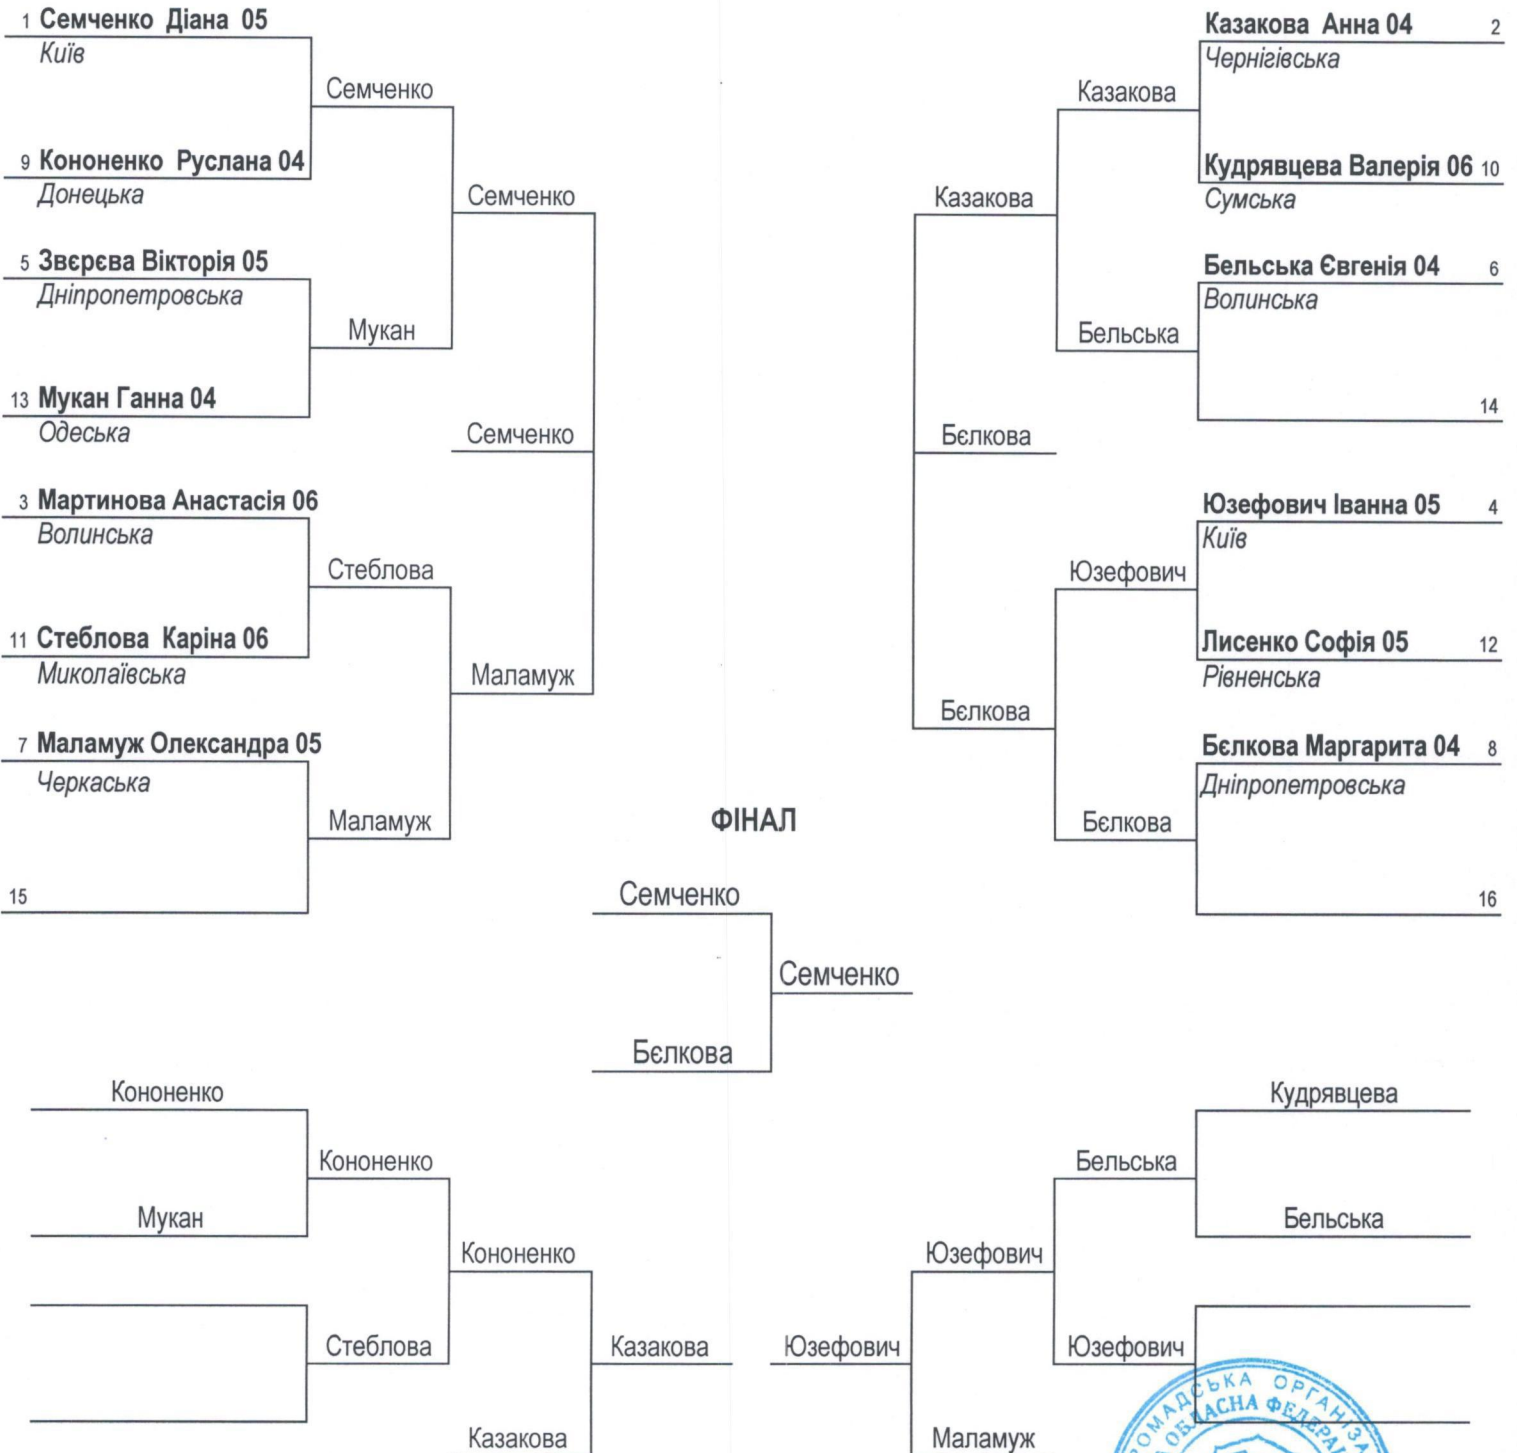 1 Семченко Діана 05
Київ
Семченко
9 Кононенко Руслана 04
Донецька
Семченко
5 Звєрєва Вікторія 05
Дніпропетровська
Мукан
13 Мукан Ганна 04
Одеська
Семченко
3 Мартинова Анастасія 06
Волинська
Стеблова
11 Стеблова Каріна 06
Миколаївська
Маламуж
7 Маламуж Олександра 05
Черкаська
Маламуж
15
Казакова Анна 04 2
Чернігівська
Казакова
Кудрявцева Валерія 06 10
Сумська
Казакова
Бельська Євгенія 04 6
Волинська
Бельська
14
Бєлкова
Юзефович Іванна 05 4
Київ
Юзефович
Лисенко Софія 05 12
Рівненська
Бєлкова
Бєлкова Маргарита 04 8
Дніпропетровська
Бєлкова
16
ФІНАЛ
Семченко
Семченко
Бєлкова
Кононенко
Кононенко
Мукан
Кононенко
Стеблова
Казакова
Казакова
Кудрявцева
Бельська
Бельська
Юзефович
Юзефович
Юзефович
Маламуж